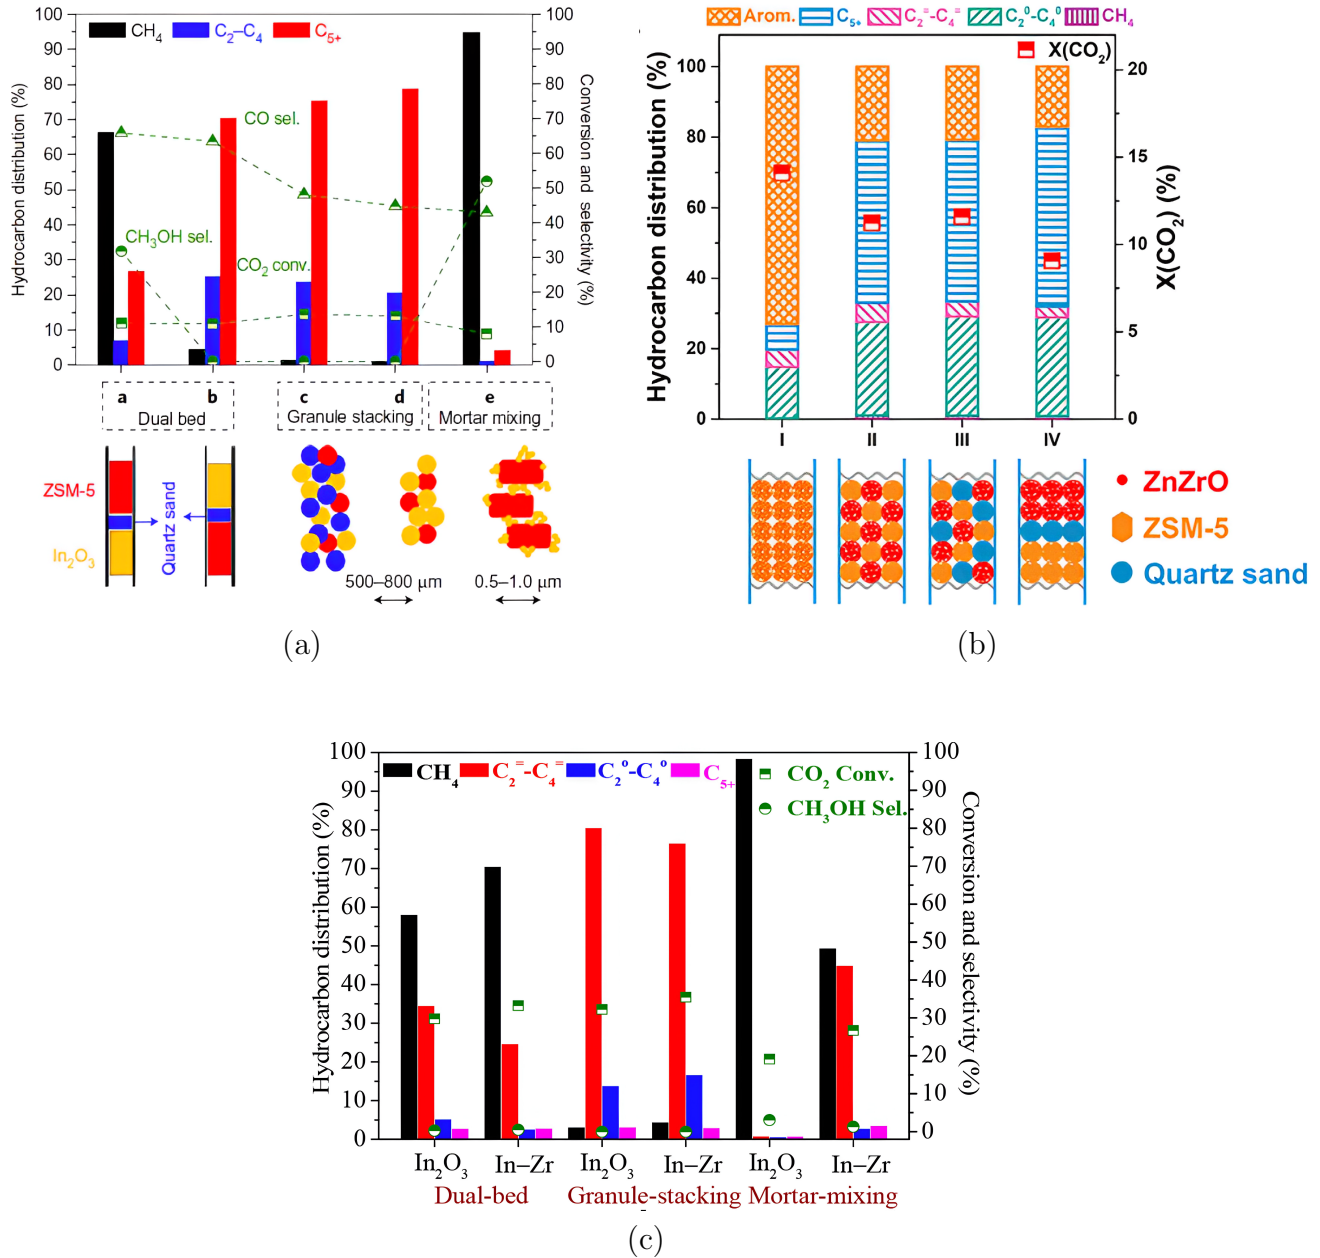 CH₄ C₂–C₄ C₅₊
100
90
80
70
60
50
40
30
20
10
0
Hydrocarbon distribution (%)
100
90
80
70
60
50
40
30
20
10
0
Conversion and selectivity (%)
CO sel.
CH₃OH sel.
CO₂ conv.
a b c d e
Dual bed Granule stacking Mortar mixing
ZSM-5
In₂O₃
Quartz sand
500–800 μm 0.5–1.0 μm
(a)
Arom. C₅₊ C₂⁼-C₄⁼ C₂⁰-C₄⁰ CH₄
X(CO₂)
100
80
60
40
20
0
Hydrocarbon distribution (%)
20
15
10
5
0
X(CO₂) (%)
I II III IV
ZnZrO
ZSM-5
Quartz sand
(b)
CH₄ C₂⁼-C₄⁼ C₂º-C₄º C₅₊
CO₂ Conv.
CH₃OH Sel.
100
90
80
70
60
50
40
30
20
10
0
Hydrocarbon distribution (%)
100
90
80
70
60
50
40
30
20
10
0
Conversion and selectivity (%)
In₂O₃ In–Zr In₂O₃ In–Zr In₂O₃ In–Zr
Dual-bed Granule-stacking Mortar-mixing
(c)